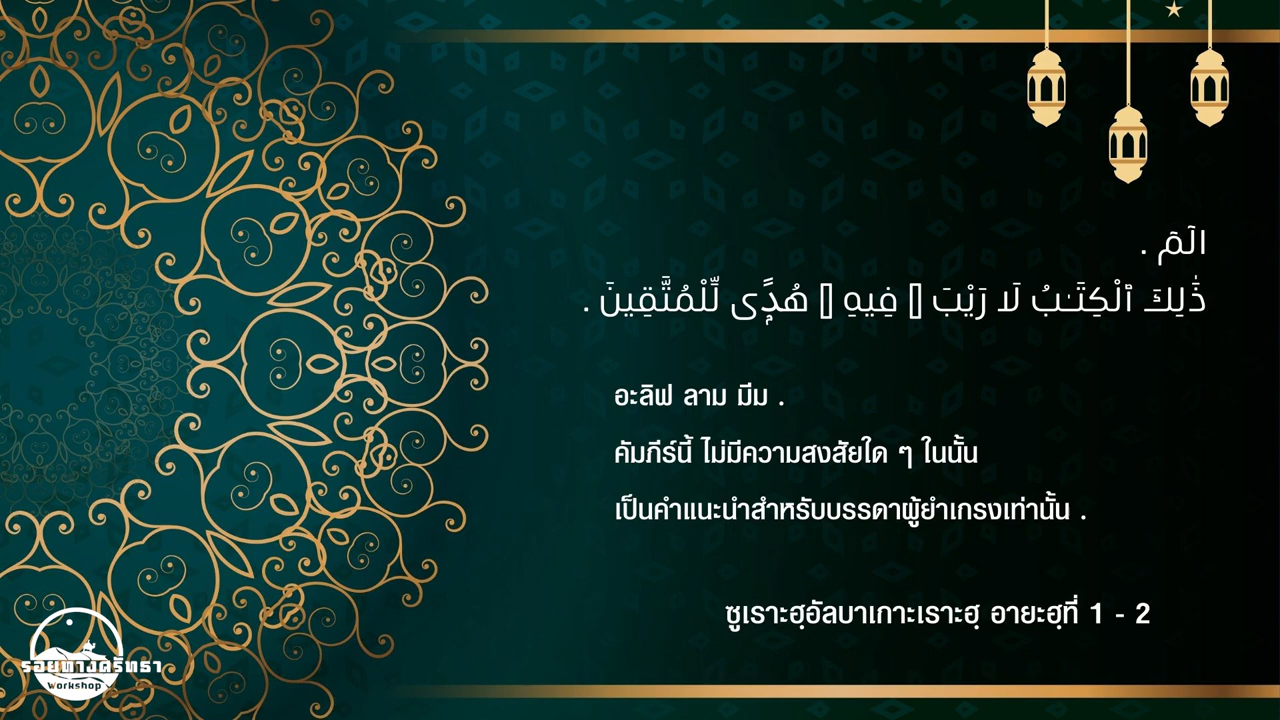 الٓمٓ .
ذَٰلِكَ ٱلْكِتَـٰبُ لَا رَيْبَ ▯ فِيهِ ▯ هُدًۭى لِّلْمُتَّقِينَ .
อะลิฟ ลาม มีม .
คัมภีร์นี้ ไม่มีความสงสัยใด ๆ ในนั้น
เป็นคำแนะนำสำหรับบรรดาผู้ยำเกรงเท่านั้น .
ซูเราะฮฺอัลบาเกาะเราะฮฺ อายะฮฺที่ 1 - 2
รอยทางศรัทธา
Workshop